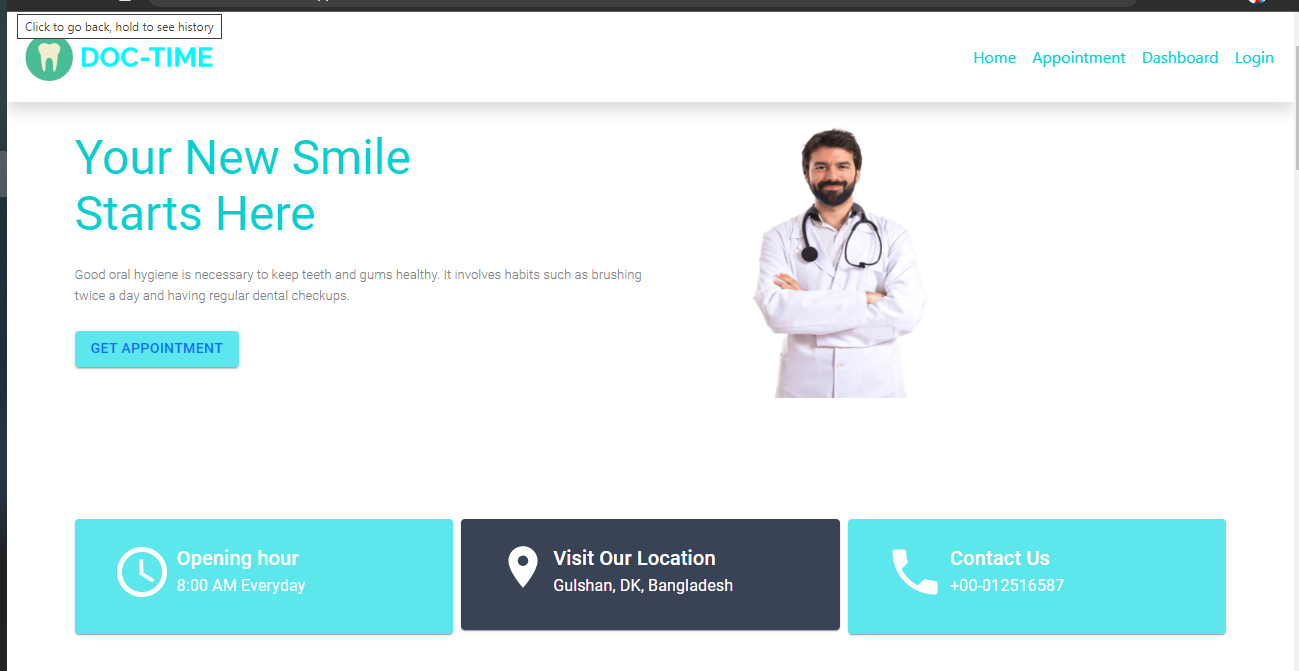 Click to go back, hold to see history
DOC-TIME
Home Appointment Dashboard Login
Your New Smile
Starts Here
Good oral hygiene is necessary to keep teeth and gums healthy. It involves habits such as brushing
twice a day and having regular dental checkups.
GET APPOINTMENT
Opening hour
8:00 AM Everyday
Visit Our Location
Gulshan, DK, Bangladesh
Contact Us
+00-012516587